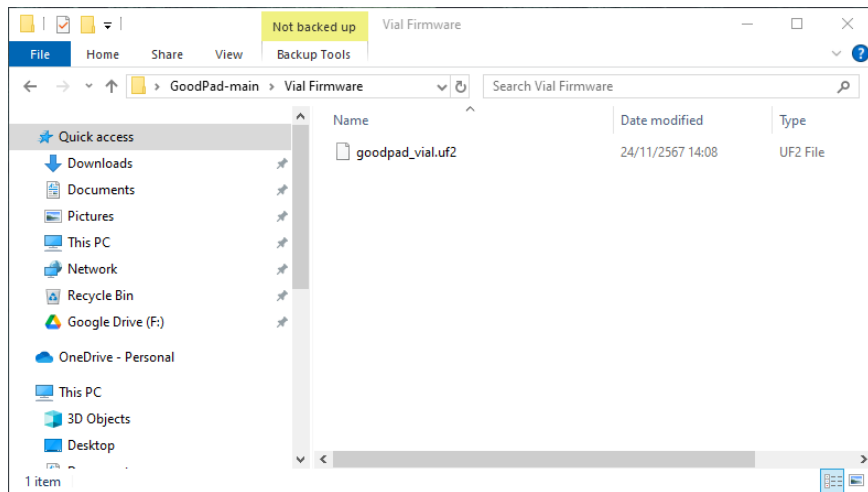 Not backed up
Vial Firmware
File
Home
Share
View
Backup Tools
GoodPad-main
Vial Firmware
Search Vial Firmware
Quick access
Downloads
Documents
Pictures
This PC
Network
Recycle Bin
Google Drive (F:)
OneDrive - Personal
This PC
3D Objects
Desktop
Name
Date modified
Type
goodpad_vial.uf2
24/11/2567 14:08
UF2 File
1 item